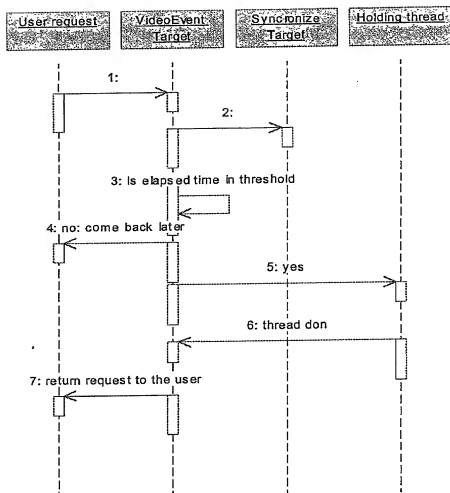 User request
VideoEvent
Target
Syncronize
Target
Holding thread
1:
2:
3: Is elapsed time in threshold
4: no: come back later
5: yes
6: thread don
7: return request to the user